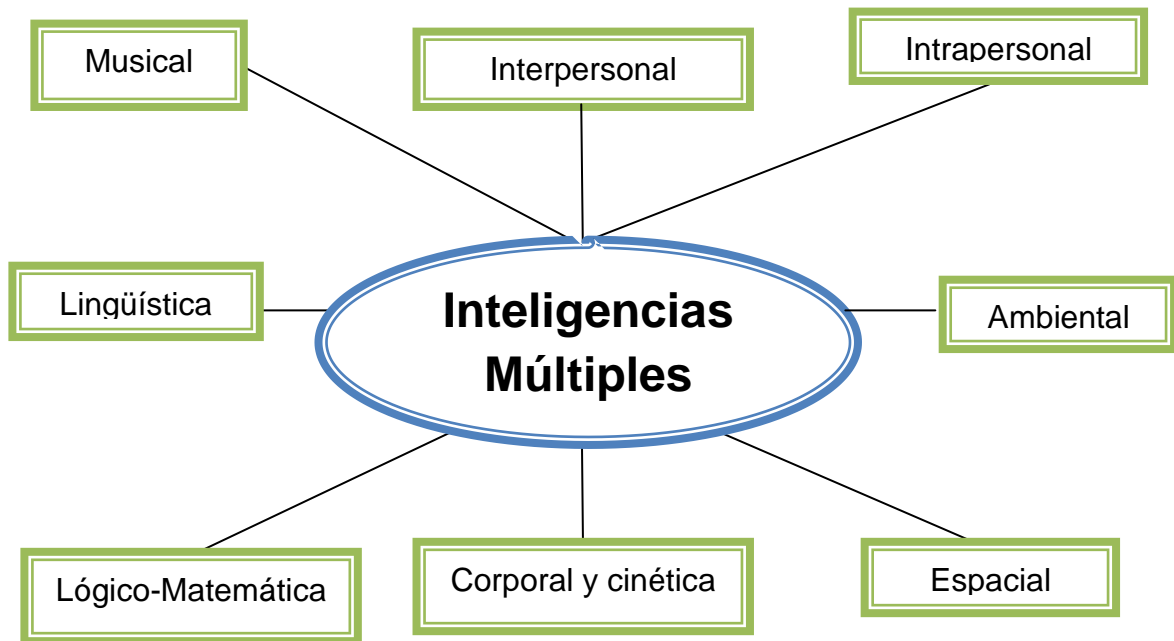 Musical
Interpersonal
Intrapersonal
Lingüística
Inteligencias
Múltiples
Ambiental
Lógico-Matemática
Corporal y cinética
Espacial